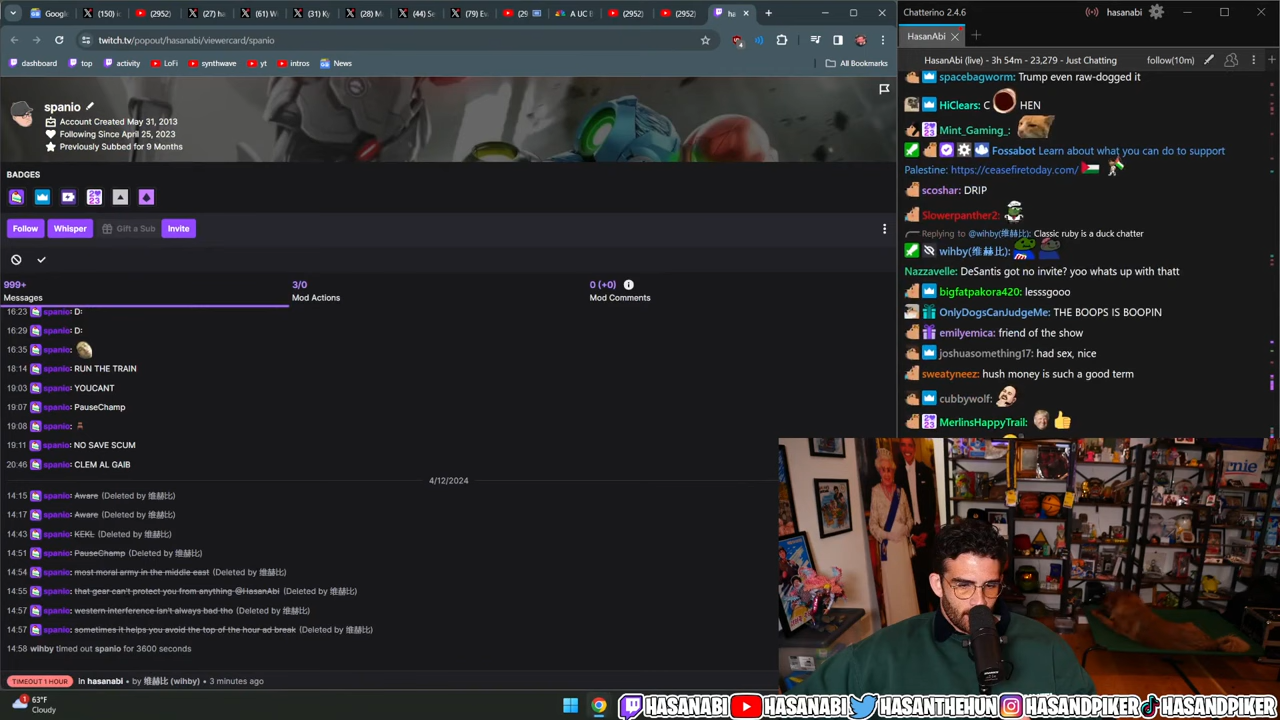 Google
(150)
(2952)
(27)
(61) W
(31) Ky
(28)
(44) Se
(79) Es
(29)
A UC B
(2952)
(2952)
twitch.tv/popout/hasanabi/viewercard/spanio
dashboard
top
activity
LoFi
synthwave
yt
intros
News
All Bookmarks
spanio
Account Created May 31, 2013
Following Since April 25, 2023
Previously Subbed for 9 Months
BADGES
Follow
Whisper
Gift a Sub
Invite
999+
Messages
3/0
Mod Actions
0 (+0)
Mod Comments
16:23 spanio: D:
16:29 spanio: D:
16:35 spanio:
18:14 spanio: RUN THE TRAIN
19:03 spanio: YOUCANT
19:07 spanio: PauseChamp
19:08 spanio:
19:11 spanio: NO SAVE SCUM
20:46 spanio: CLEM AL GAIB
4/12/2024
14:15 spanio: Aware (Deleted by 维赫比)
14:17 spanio: Aware (Deleted by 维赫比)
14:43 spanio: KEKL (Deleted by 维赫比)
14:51 spanio: PauseChamp (Deleted by 维赫比)
14:54 spanio: most moral army in the middle east (Deleted by 维赫比)
14:55 spanio: that gear can't protect you from anything @HasanAbi (Deleted by 维赫比)
14:57 spanio: western interference isn't always bad tho (Deleted by 维赫比)
14:57 spanio: sometimes it helps you avoid the top of the hour ad break (Deleted by 维赫比)
14:58 wihby timed out spanio for 3600 seconds
TIMEOUT 1 HOUR in hasanabi • by 维赫比 (wihby) • 3 minutes ago
63°F
Cloudy
Chatterino 2.4.6
hasanabi
HasanAbi
HasanAbi (live) - 3h 54m - 23,279 - Just Chatting
follow(10m)
spacebagworm: Trump even raw-dogged it
HiClears: C HEN
Mint_Gaming_:
Fossabot Learn about what you can do to support
Palestine: https://ceasefiretoday.com/
scoshar: DRIP
Slowerpanther2:
Replying to @wihby(维赫比): Classic ruby is a duck chatter
wihby(维赫比):
Nazzavelle: DeSantis got no invite? yoo whats up with thatt
bigfatpakora420: lesssgooo
OnlyDogsCanJudgeMe: THE BOOPS IS BOOPIN
emilyemica: friend of the show
joshuasomething17: had sex, nice
sweatyneez: hush money is such a good term
cubbywolf:
MerlinsHappyTrail:
ernie
HASANABI
HASANABI
HASANTHEHUN
HASANDPIKER
HASANDPIKER